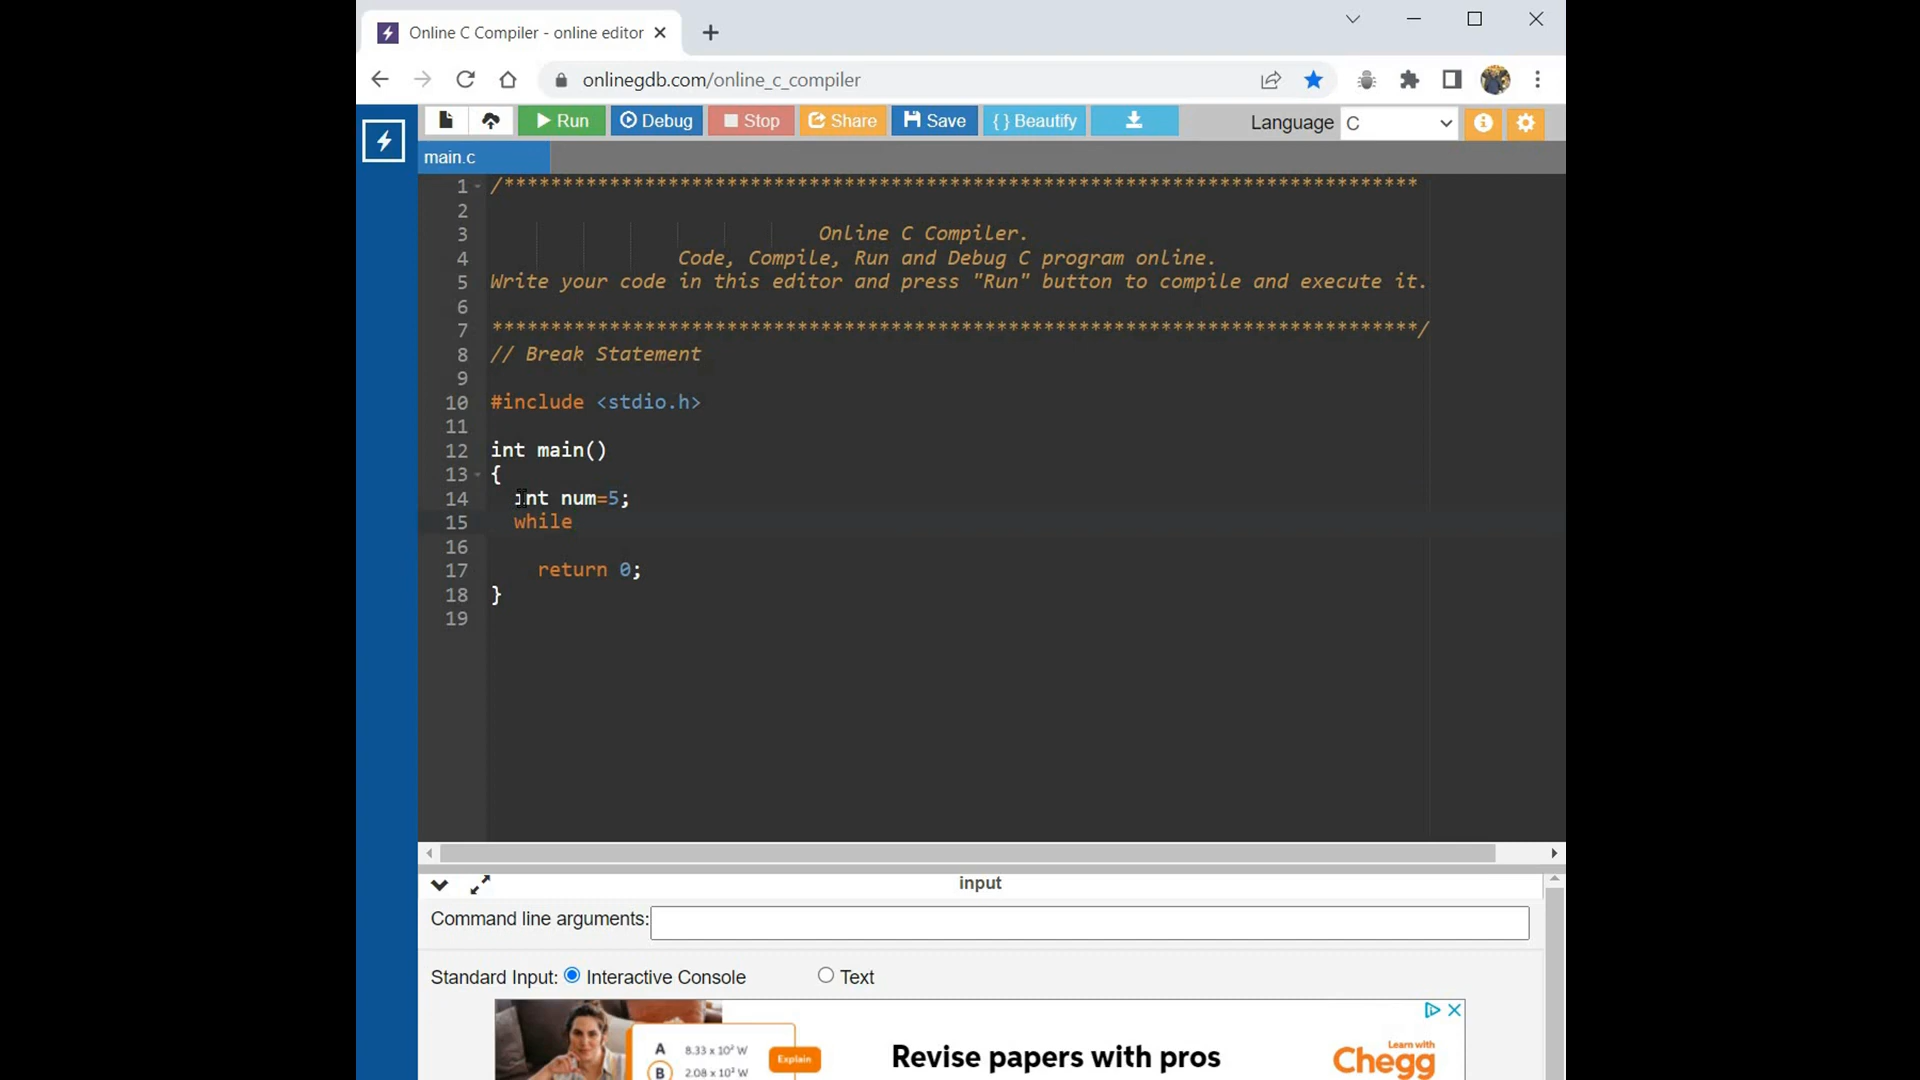 Online C Compiler - online editor
onlinegdb.com/online_c_compiler
Run Debug Stop Share Save { } Beautify Language C
main.c
1 /******************************************************************************
2
3 Online C Compiler.
4 Code, Compile, Run and Debug C program online.
5 Write your code in this editor and press "Run" button to compile and execute it.
6
7 *******************************************************************************/
8 // Break Statement
9
10 #include <stdio.h>
11
12 int main()
13 {
14 int num=5;
15 while
16
17 return 0;
18 }
19
input
Command line arguments:
Standard Input: Interactive Console Text
A 8.33 x 10² W
Explain
B 2.08 x 10² W
Revise papers with pros
Learn with
Chegg